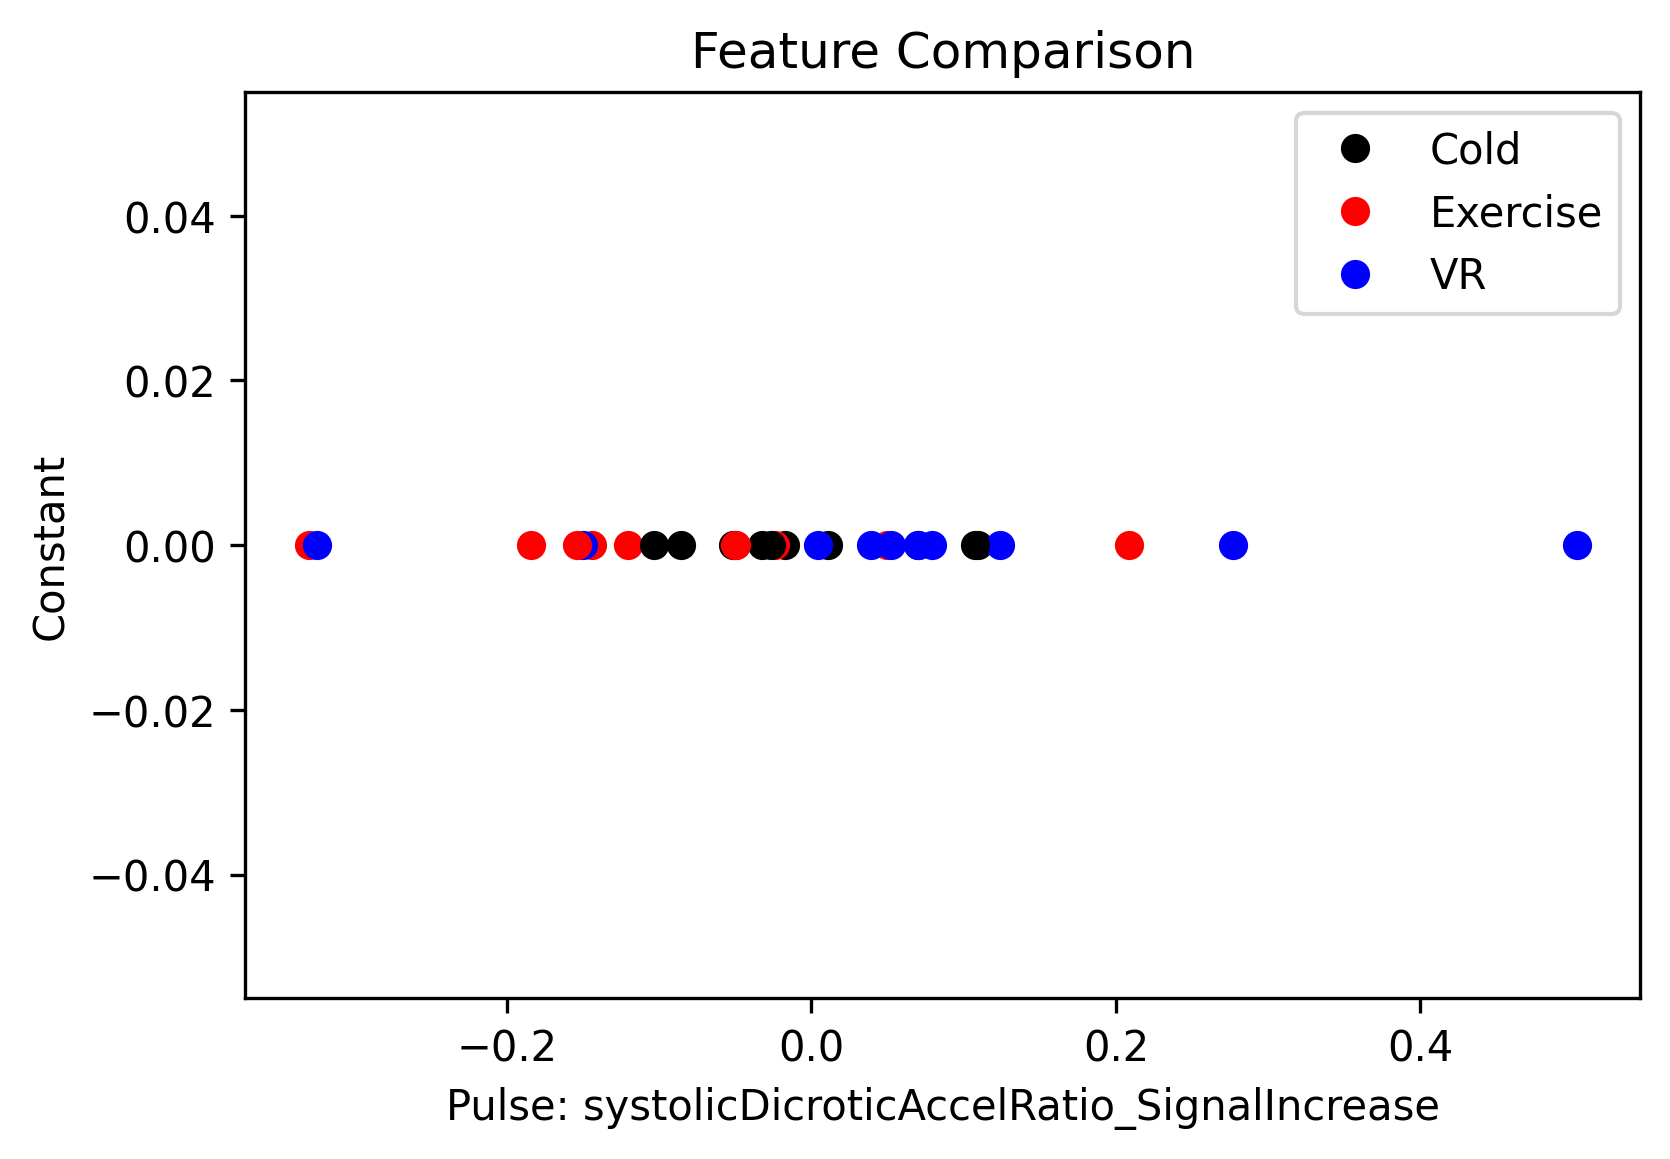 Feature Comparison
Cold
Exercise
VR
0.04
0.02
0.00
−0.02
−0.04
Constant
−0.2
0.0
0.2
0.4
Pulse: systolicDicroticAccelRatio_SignalIncrease